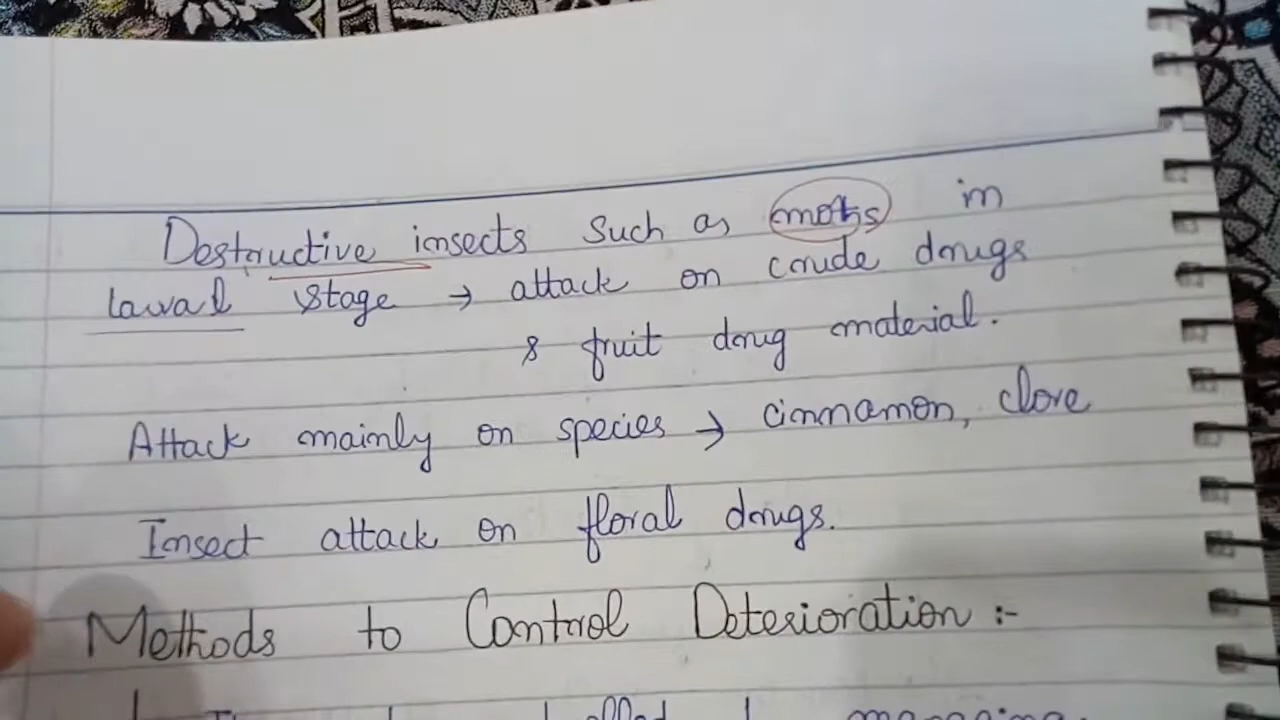 Destructive insects such as moths in
larval stage → attack on crude drugs
& fruit drug material.
Attack mainly on species → cinnamon, clove
Insect attack on floral drugs.
Methods to Control Deterioration :-